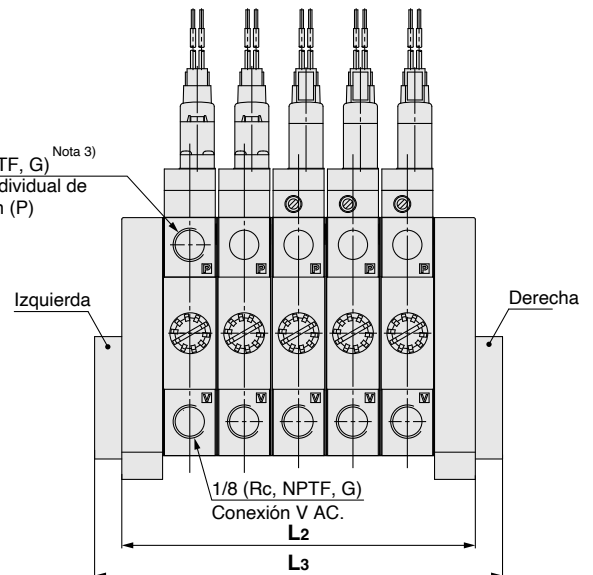 TF, G) Nota 3)
dividual de
(P)
P P P P P
Izquierda
Derecha
V V V V V
1/8 (Rc, NPTF, G)
Conexión V AC.
L2
L3